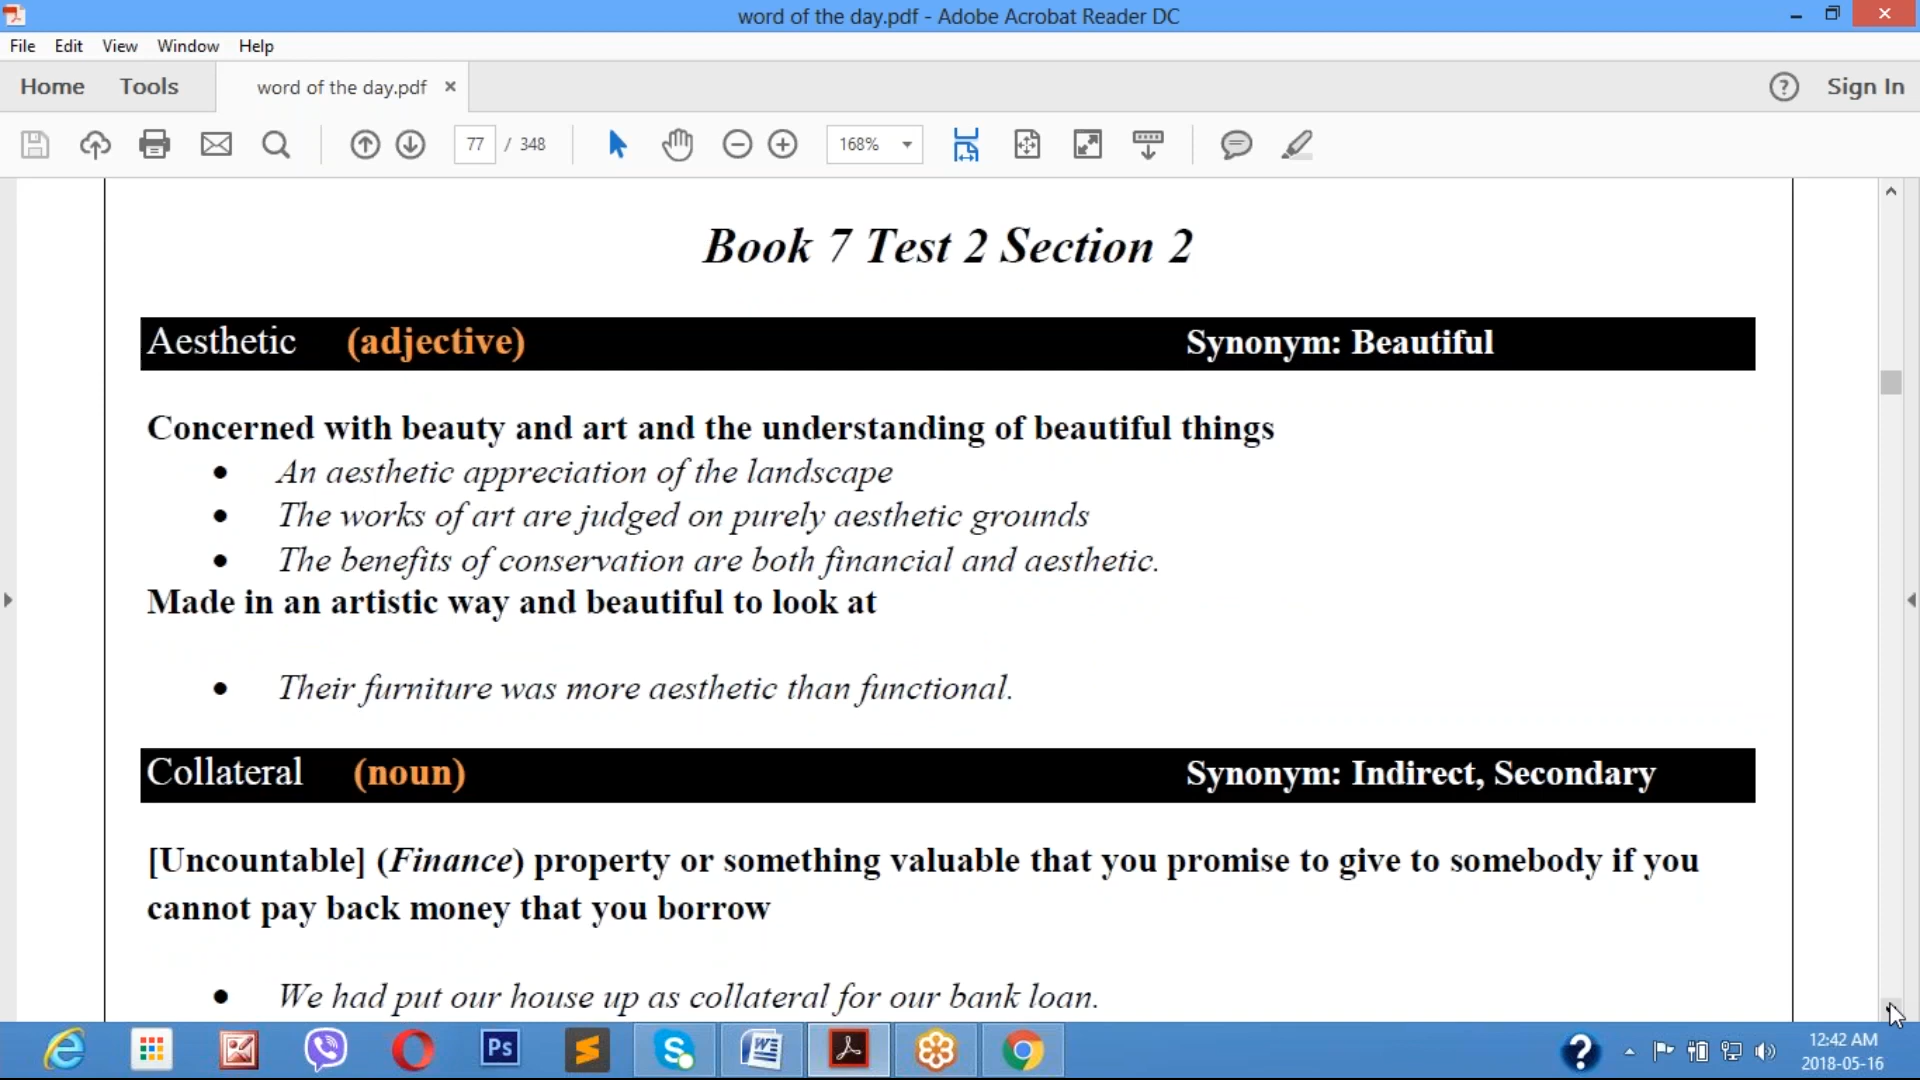 word of the day.pdf - Adobe Acrobat Reader DC
File Edit View Window Help
Home Tools word of the day.pdf × ? Sign In
77 / 348 168%
Book 7 Test 2 Section 2
Aesthetic (adjective) Synonym: Beautiful
Concerned with beauty and art and the understanding of beautiful things
• An aesthetic appreciation of the landscape
• The works of art are judged on purely aesthetic grounds
• The benefits of conservation are both financial and aesthetic.
Made in an artistic way and beautiful to look at
• Their furniture was more aesthetic than functional.
Collateral (noun) Synonym: Indirect, Secondary
[Uncountable] (Finance) property or something valuable that you promise to give to somebody if you
cannot pay back money that you borrow
• We had put our house up as collateral for our bank loan.
Ps S W ? 12:42 AM
2018-05-16